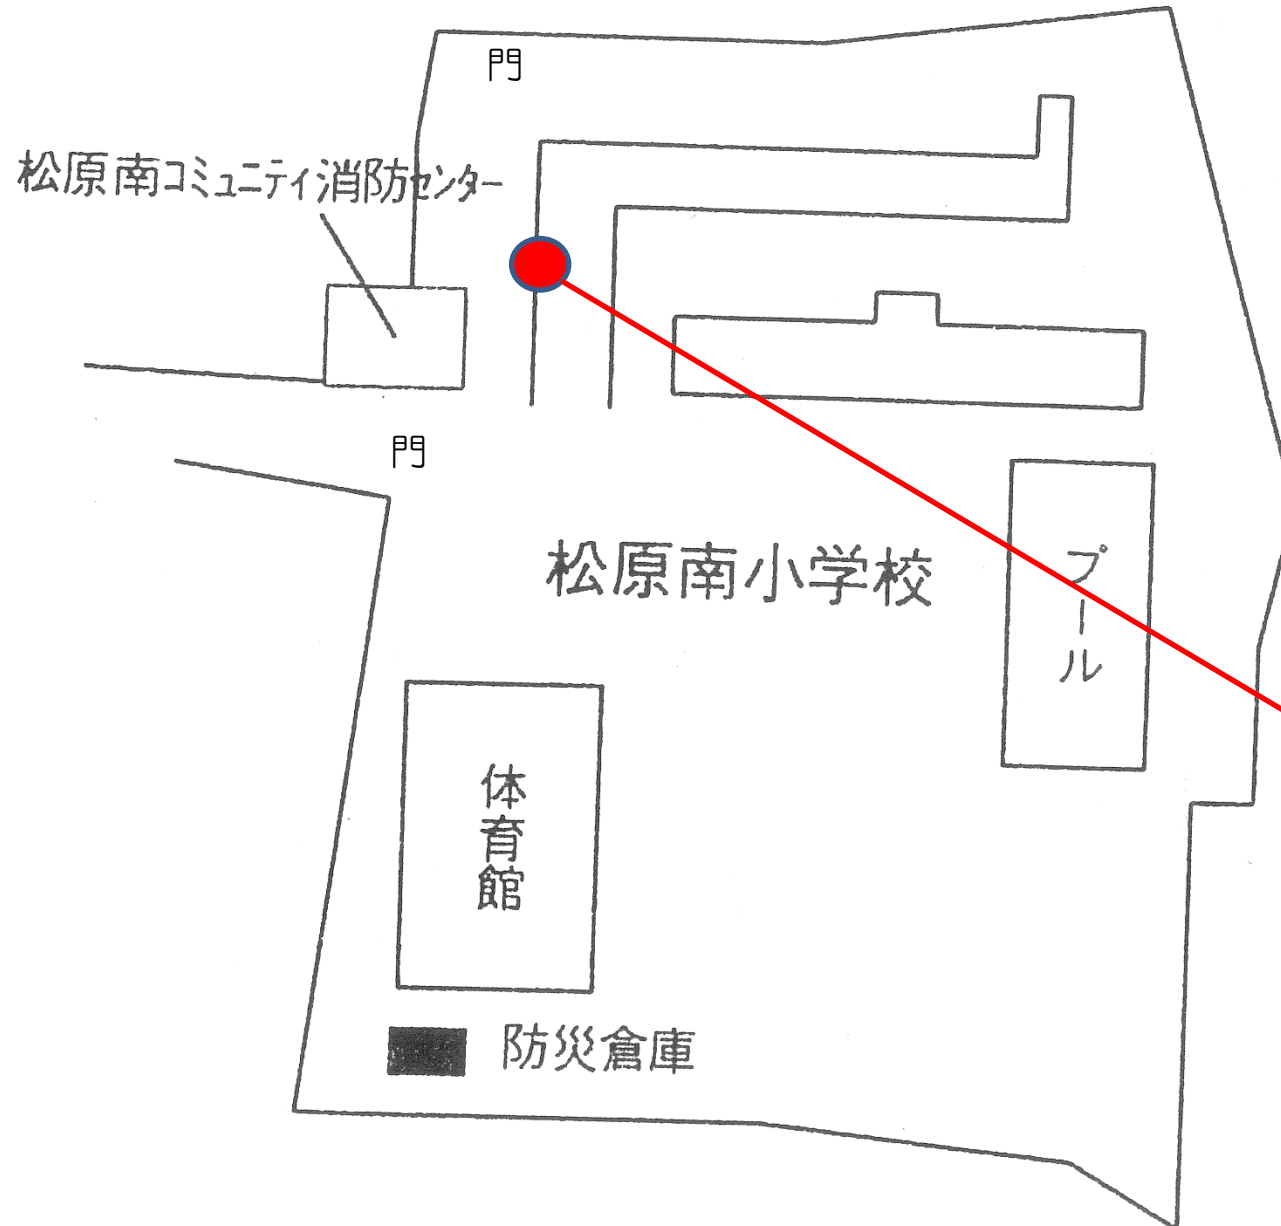 門
松原南コミュニティ消防センター
門
松原南小学校
プール
体育館
防災倉庫